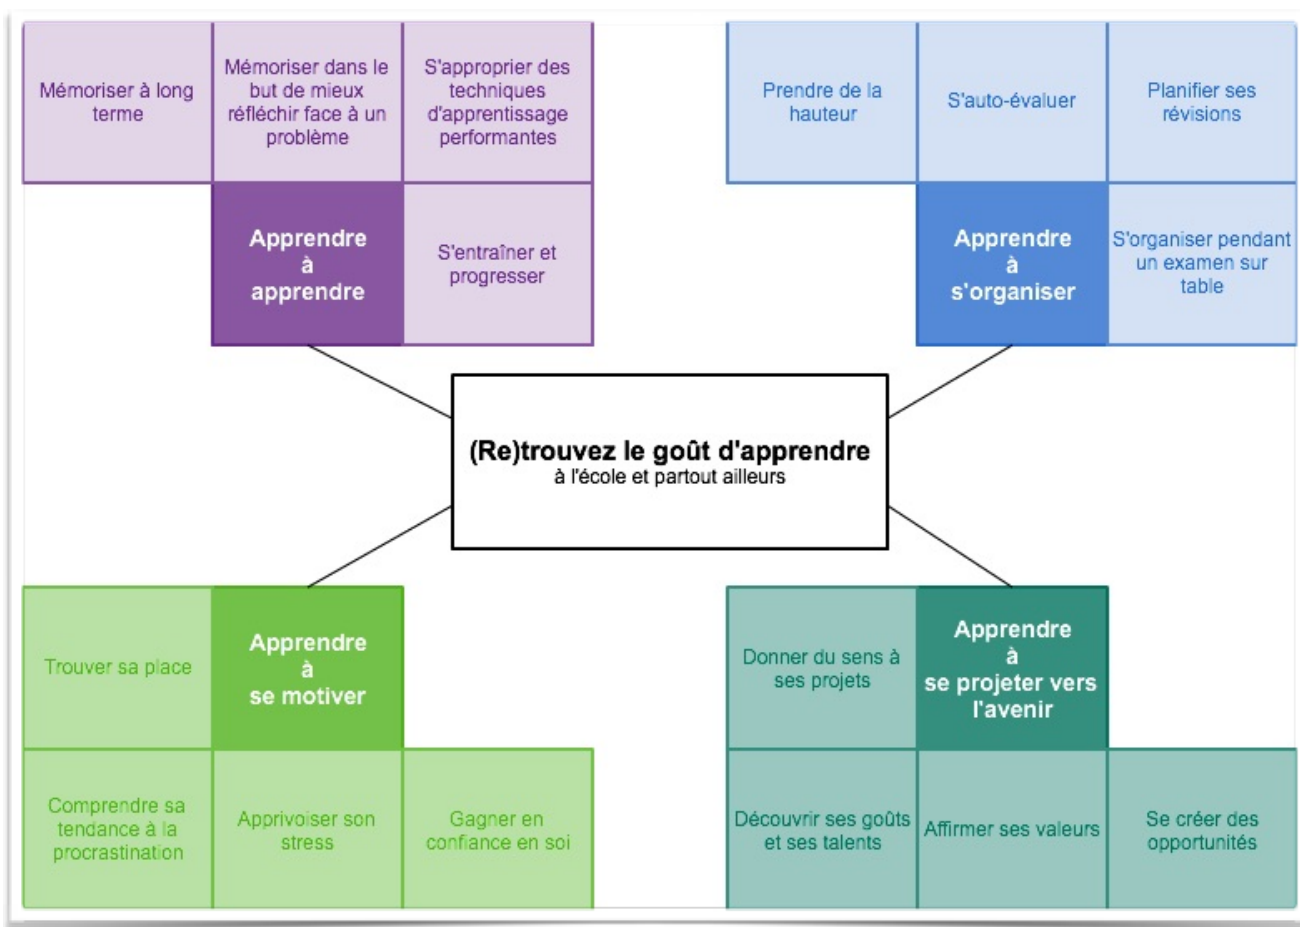 Mémoriser à long
terme
Mémoriser dans le
but de mieux
réfléchir face à un
problème
S'approprier des
techniques
d'apprentissage
performantes
Apprendre
à
apprendre
S'entraîner et
progresser
Prendre de la
hauteur
S'auto-évaluer
Planifier ses
révisions
Apprendre
à
s'organiser
S'organiser pendant
un examen sur
table
(Re)trouvez le goût d'apprendre
à l'école et partout ailleurs
Trouver sa place
Apprendre
à
se motiver
Comprendre sa
tendance à la
procrastination
Apprivoiser son
stress
Gagner en
confiance en soi
Donner du sens à
ses projets
Apprendre
à
se projeter vers
l'avenir
Découvrir ses goûts
et ses talents
Affirmer ses valeurs
Se créer des
opportunités